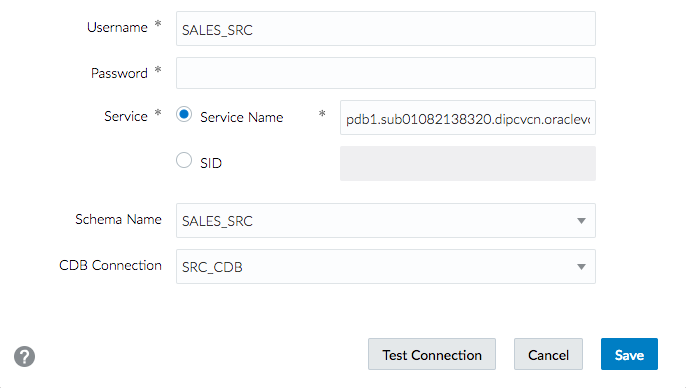 Username * SALES_SRC
Password *
Service * Service Name * pdb1.sub01082138320.dipcvcn.oraclevc
SID
Schema Name SALES_SRC
CDB Connection SRC_CDB
? Test Connection Cancel Save